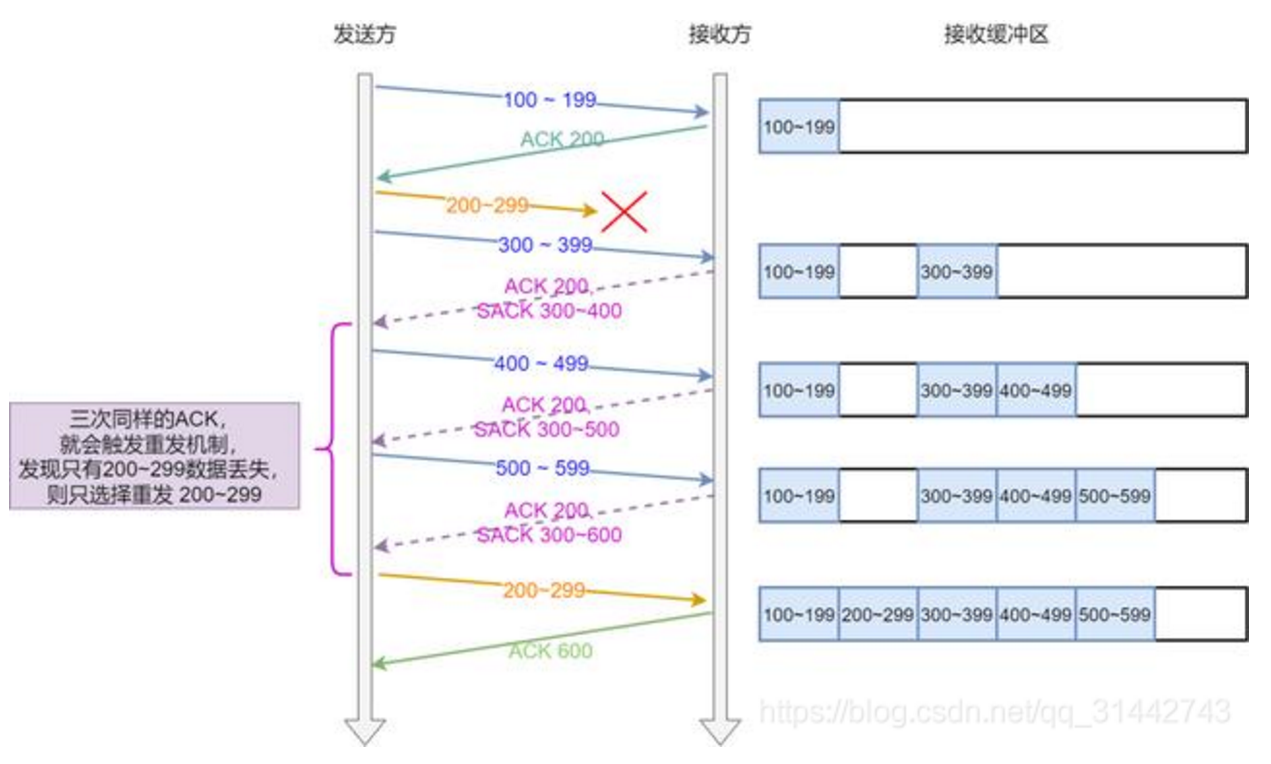 发送方
接收方
接收缓冲区
100 ~ 199
100~199
ACK 200
200~299
300 ~ 399
100~199
300~399
ACK 200,
SACK 300~400
400 ~ 499
100~199
300~399
400~499
ACK 200,
SACK 300~500
三次同样的ACK，
就会触发重发机制，
发现只有200~299数据丢失，
则只选择重发 200~299
500 ~ 599
100~199
300~399
400~499
500~599
ACK 200,
SACK 300~600
200~299
100~199
200~299
300~399
400~499
500~599
ACK 600
https://blog.csdn.net/qq_31442743